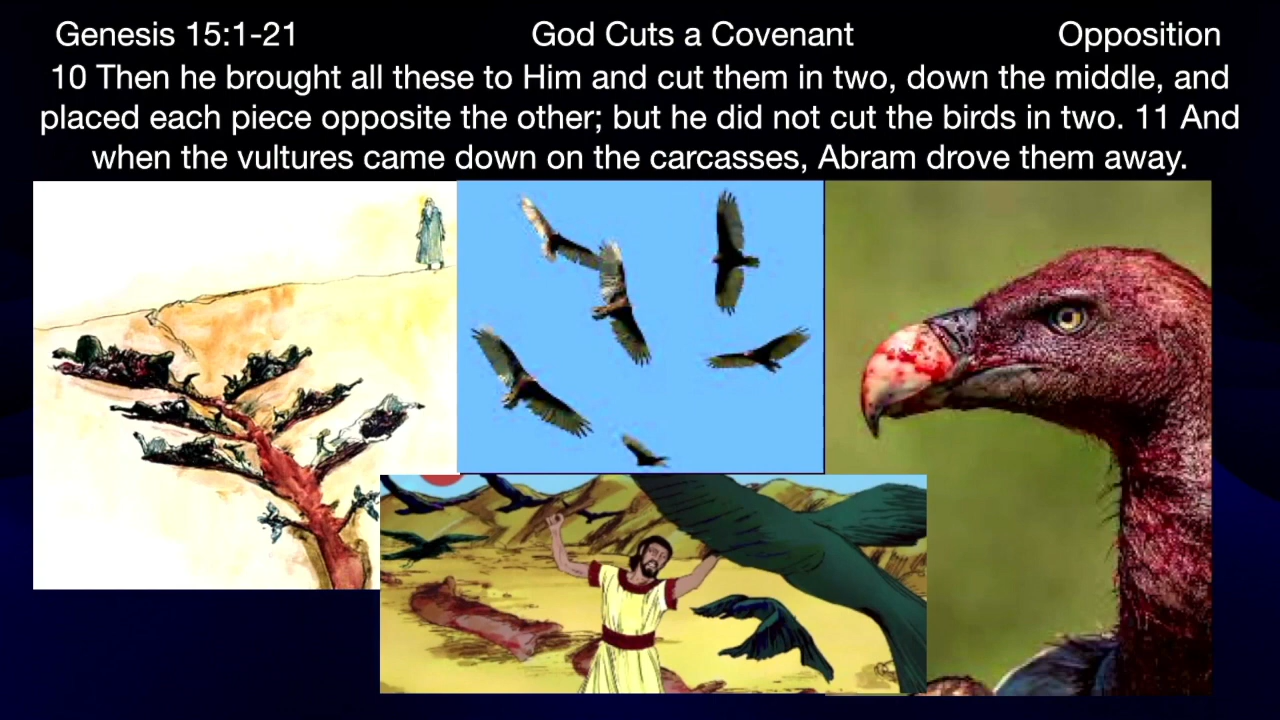 Genesis 15:1-21 God Cuts a Covenant Opposition
10 Then he brought all these to Him and cut them in two, down the middle, and
placed each piece opposite the other; but he did not cut the birds in two. 11 And
when the vultures came down on the carcasses, Abram drove them away.